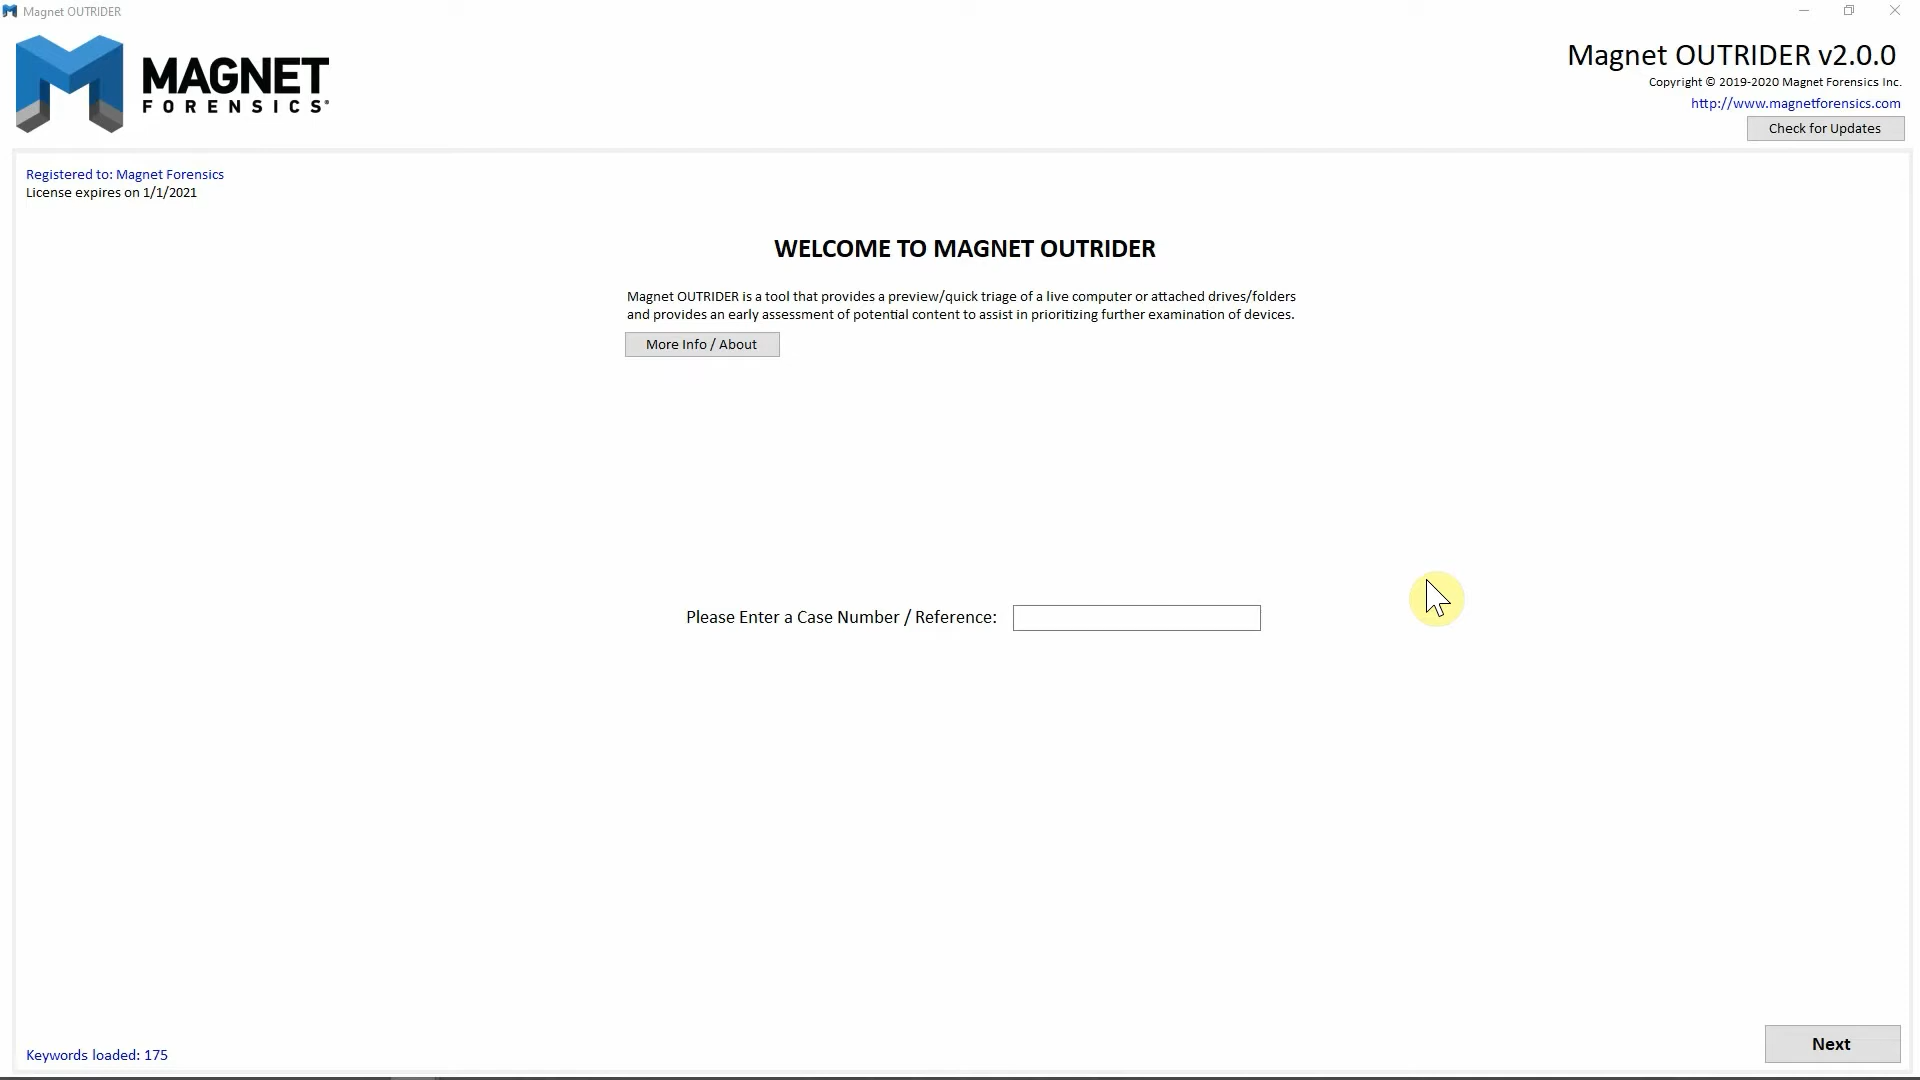 Magnet OUTRIDER
MAGNET
FORENSICS®
Magnet OUTRIDER v2.0.0
Copyright © 2019-2020 Magnet Forensics Inc.
http://www.magnetforensics.com
Check for Updates
Registered to: Magnet Forensics
License expires on 1/1/2021
WELCOME TO MAGNET OUTRIDER
Magnet OUTRIDER is a tool that provides a preview/quick triage of a live computer or attached drives/folders
and provides an early assessment of potential content to assist in prioritizing further examination of devices.
More Info / About
Please Enter a Case Number / Reference:
Keywords loaded: 175
Next